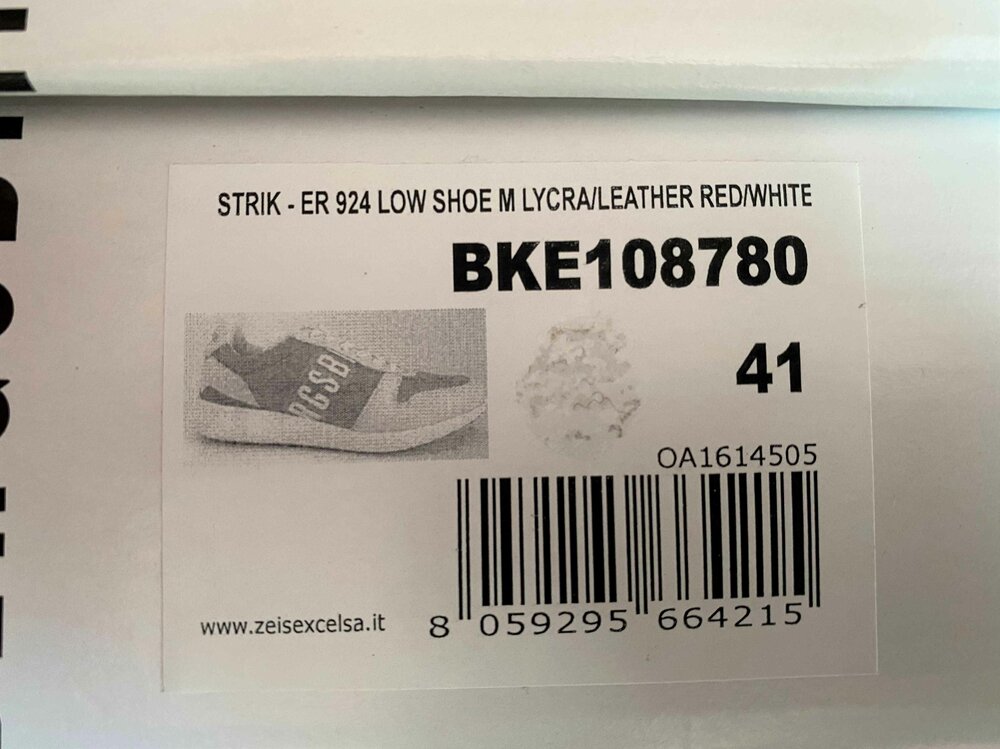 STRIK - ER 924 LOW SHOE M LYCRA/LEATHER RED/WHITE
BKE108780
41
OA1614505
www.zeisexcelsa.it
8 059295 664215